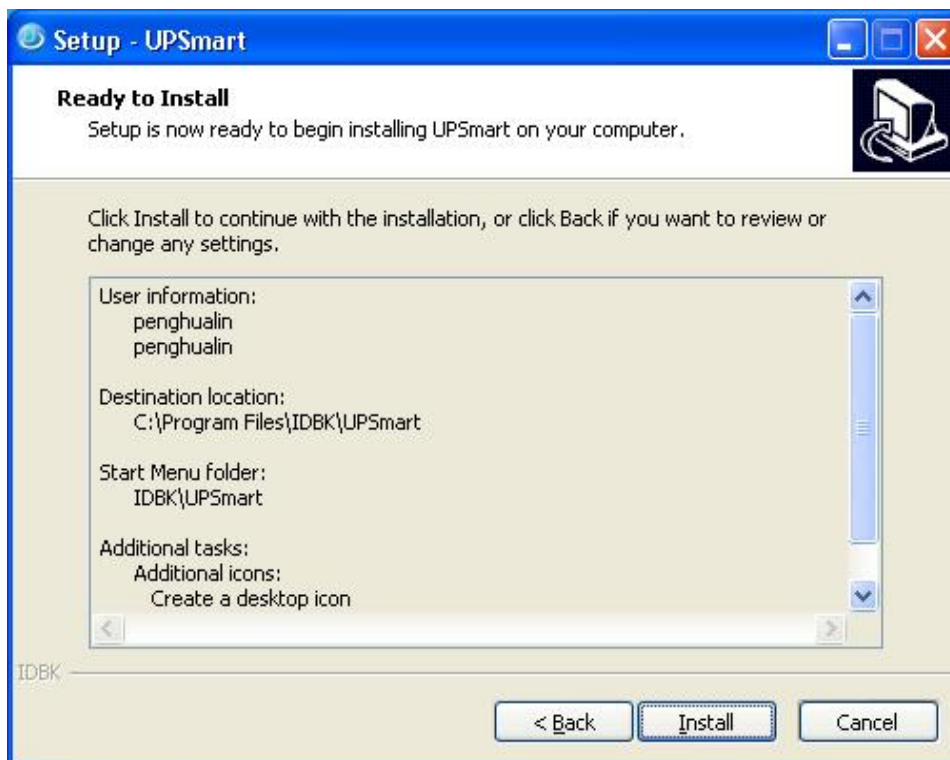 Setup - UPSmart
Ready to Install
Setup is now ready to begin installing UPSmart on your computer.
Click Install to continue with the installation, or click Back if you want to review or
change any settings.
User information:
penghualin
penghualin
Destination location:
C:\Program Files\IDBK\UPSmart
Start Menu folder:
IDBK\UPSmart
Additional tasks:
Additional icons:
Create a desktop icon
IDBK
< Back
Install
Cancel